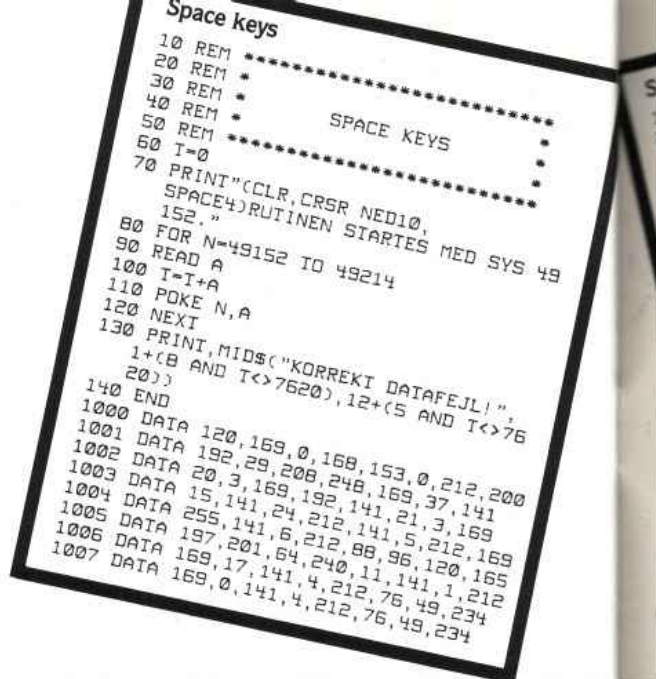 Space keys
10 REM **************************
20 REM *
30 REM * SPACE KEYS *
40 REM * *
50 REM ************************** *
60 T=0
70 PRINT"(CLR,CRSR NED10,
SPACE4)RUTINEN STARTES MED SYS 49
152."
80 FOR N=49152 TO 49214
90 READ A
100 T=T+A
110 POKE N,A
120 NEXT
130 PRINT,MID$("KORREKT DATAFEJL!",
1+(8 AND T<>7620),12+(5 AND T<>76
20))
140 END
1000 DATA 120,169,0,168,153,0,212,200
1001 DATA 192,29,208,248,169,37,141
1002 DATA 20,3,169,192,141,21,3,169
1003 DATA 15,141,24,212,141,5,212,169
1004 DATA 255,141,6,212,88,96,120,165
1005 DATA 197,201,64,240,11,141,1,212
1006 DATA 169,17,141,4,212,76,49,234
1007 DATA 169,0,141,4,212,76,49,234
S